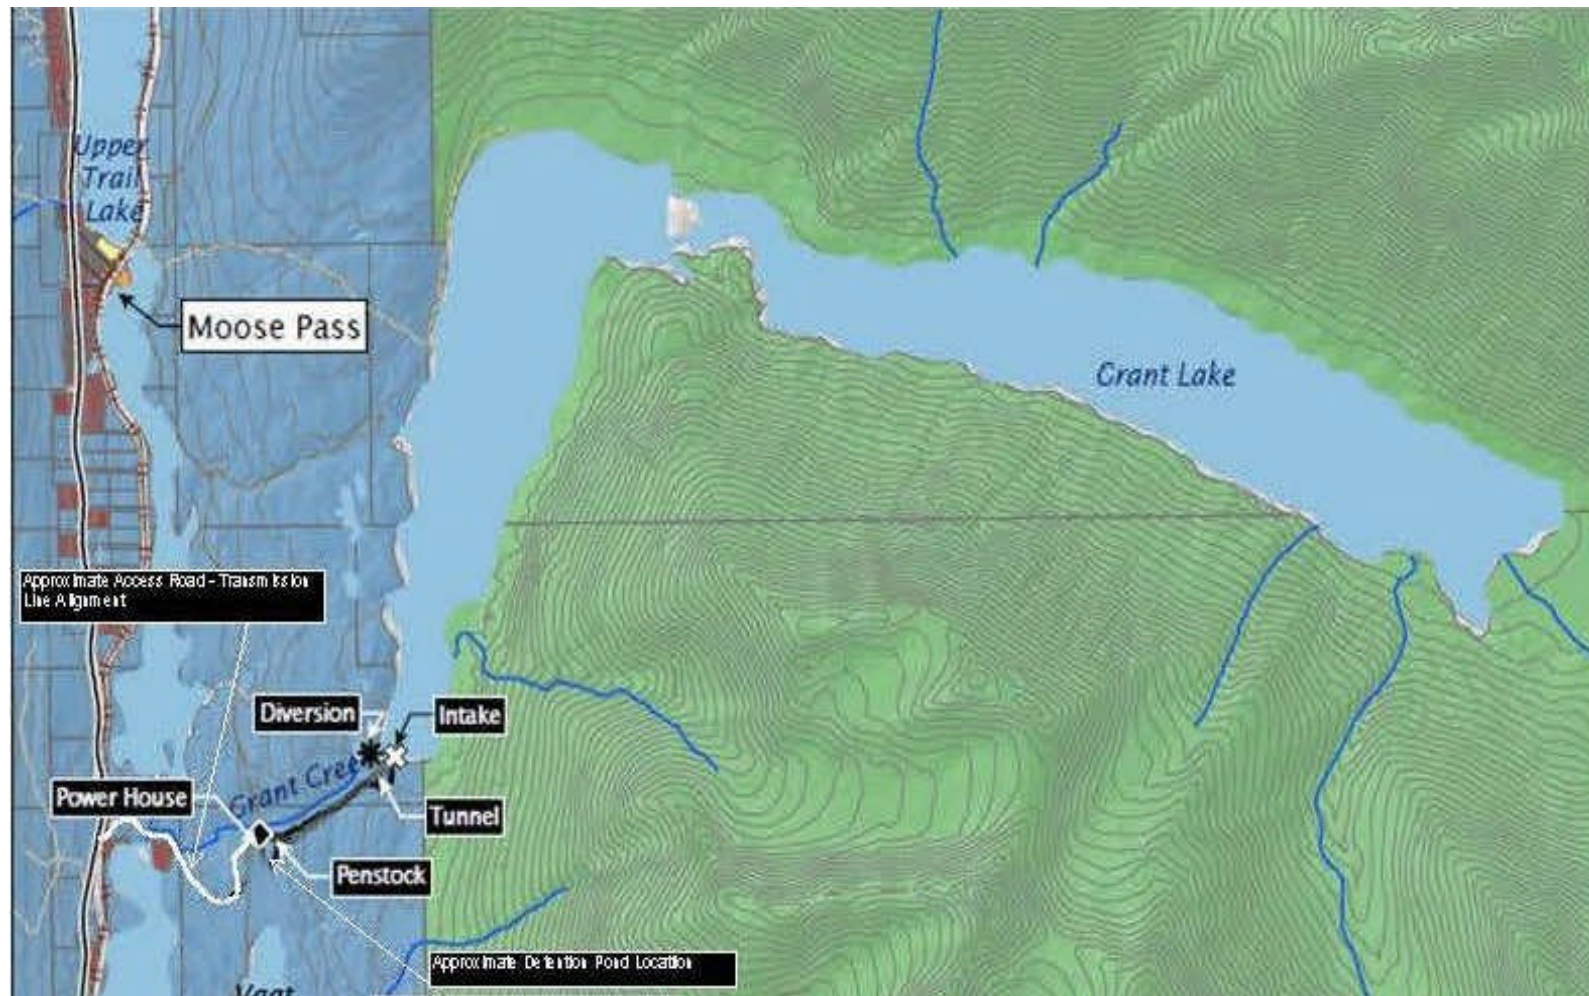 Upper
Trail
Lake
Moose Pass
Grant Lake
Approximate Access Road - Transmission
Line Alignment
Diversion
Intake
Grant Cree
Power House
Tunnel
Penstock
Approximate Detention Pond Location